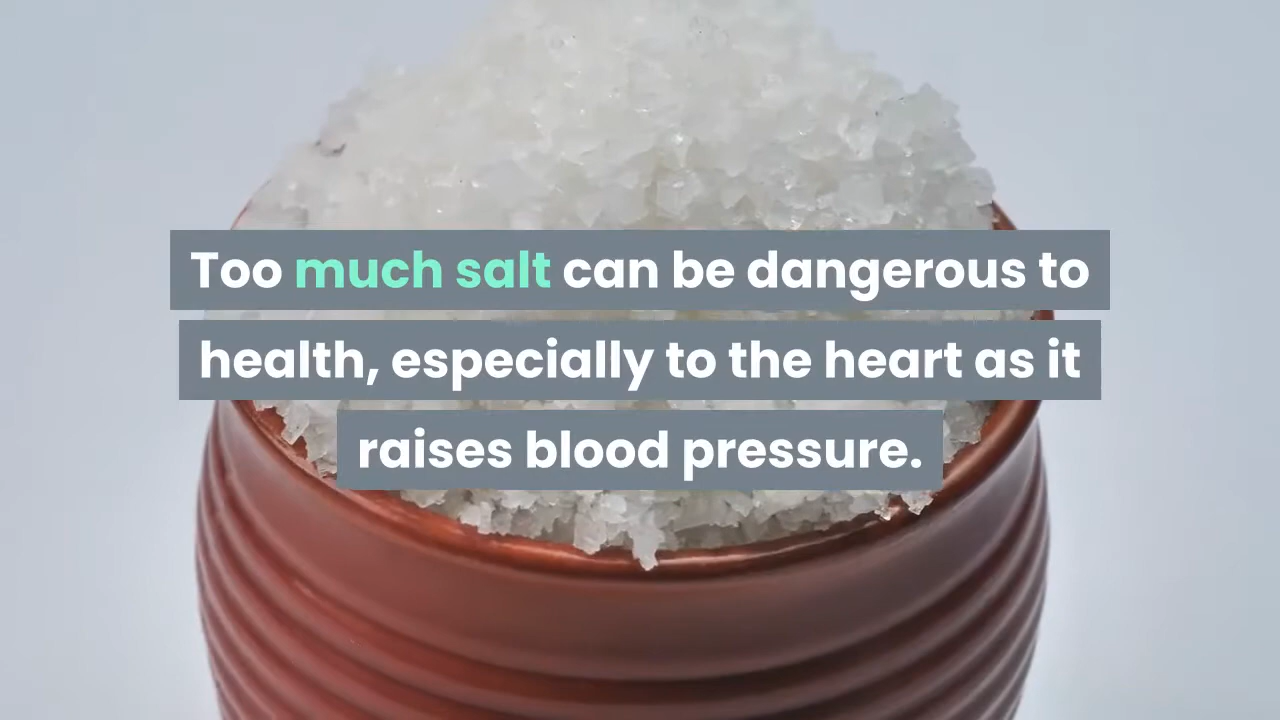 Too much salt can be dangerous to
health, especially to the heart as it
raises blood pressure.